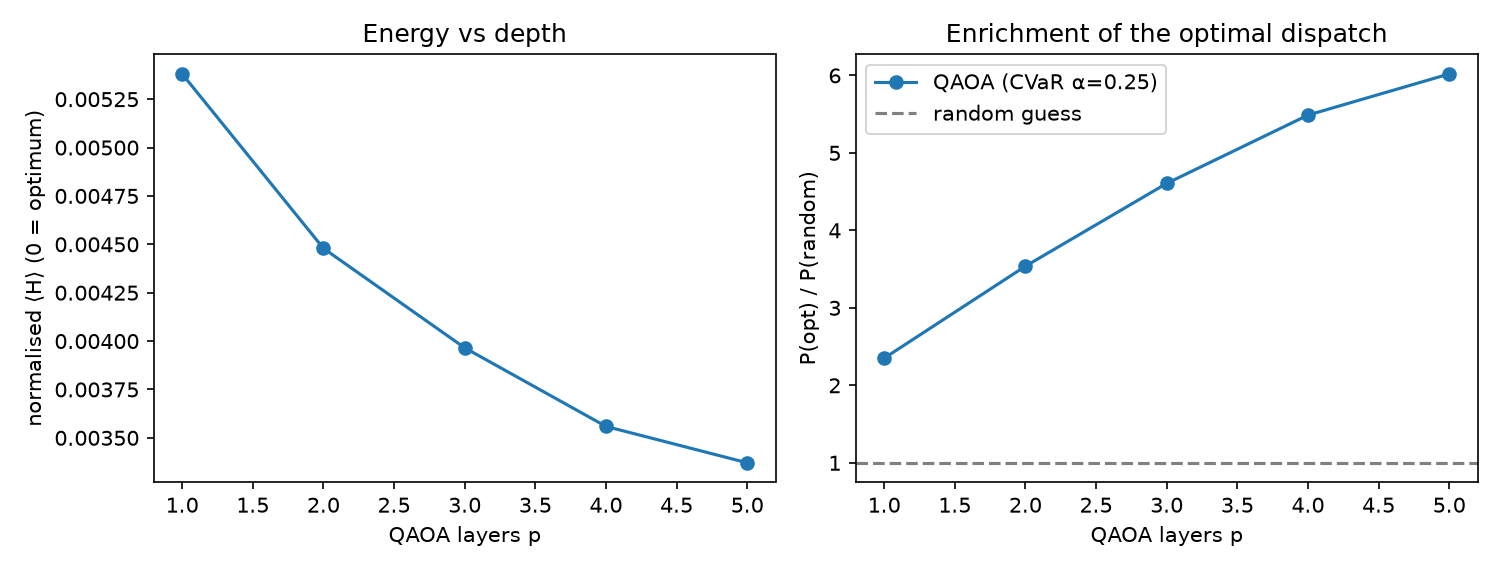 Energy vs depth
normalised ⟨H⟩ (0 = optimum)
0.00525
0.00500
0.00475
0.00450
0.00425
0.00400
0.00375
0.00350
1.0 1.5 2.0 2.5 3.0 3.5 4.0 4.5 5.0
QAOA layers p
Enrichment of the optimal dispatch
QAOA (CVaR α=0.25)
random guess
P(opt) / P(random)
6
5
4
3
2
1
1.0 1.5 2.0 2.5 3.0 3.5 4.0 4.5 5.0
QAOA layers p